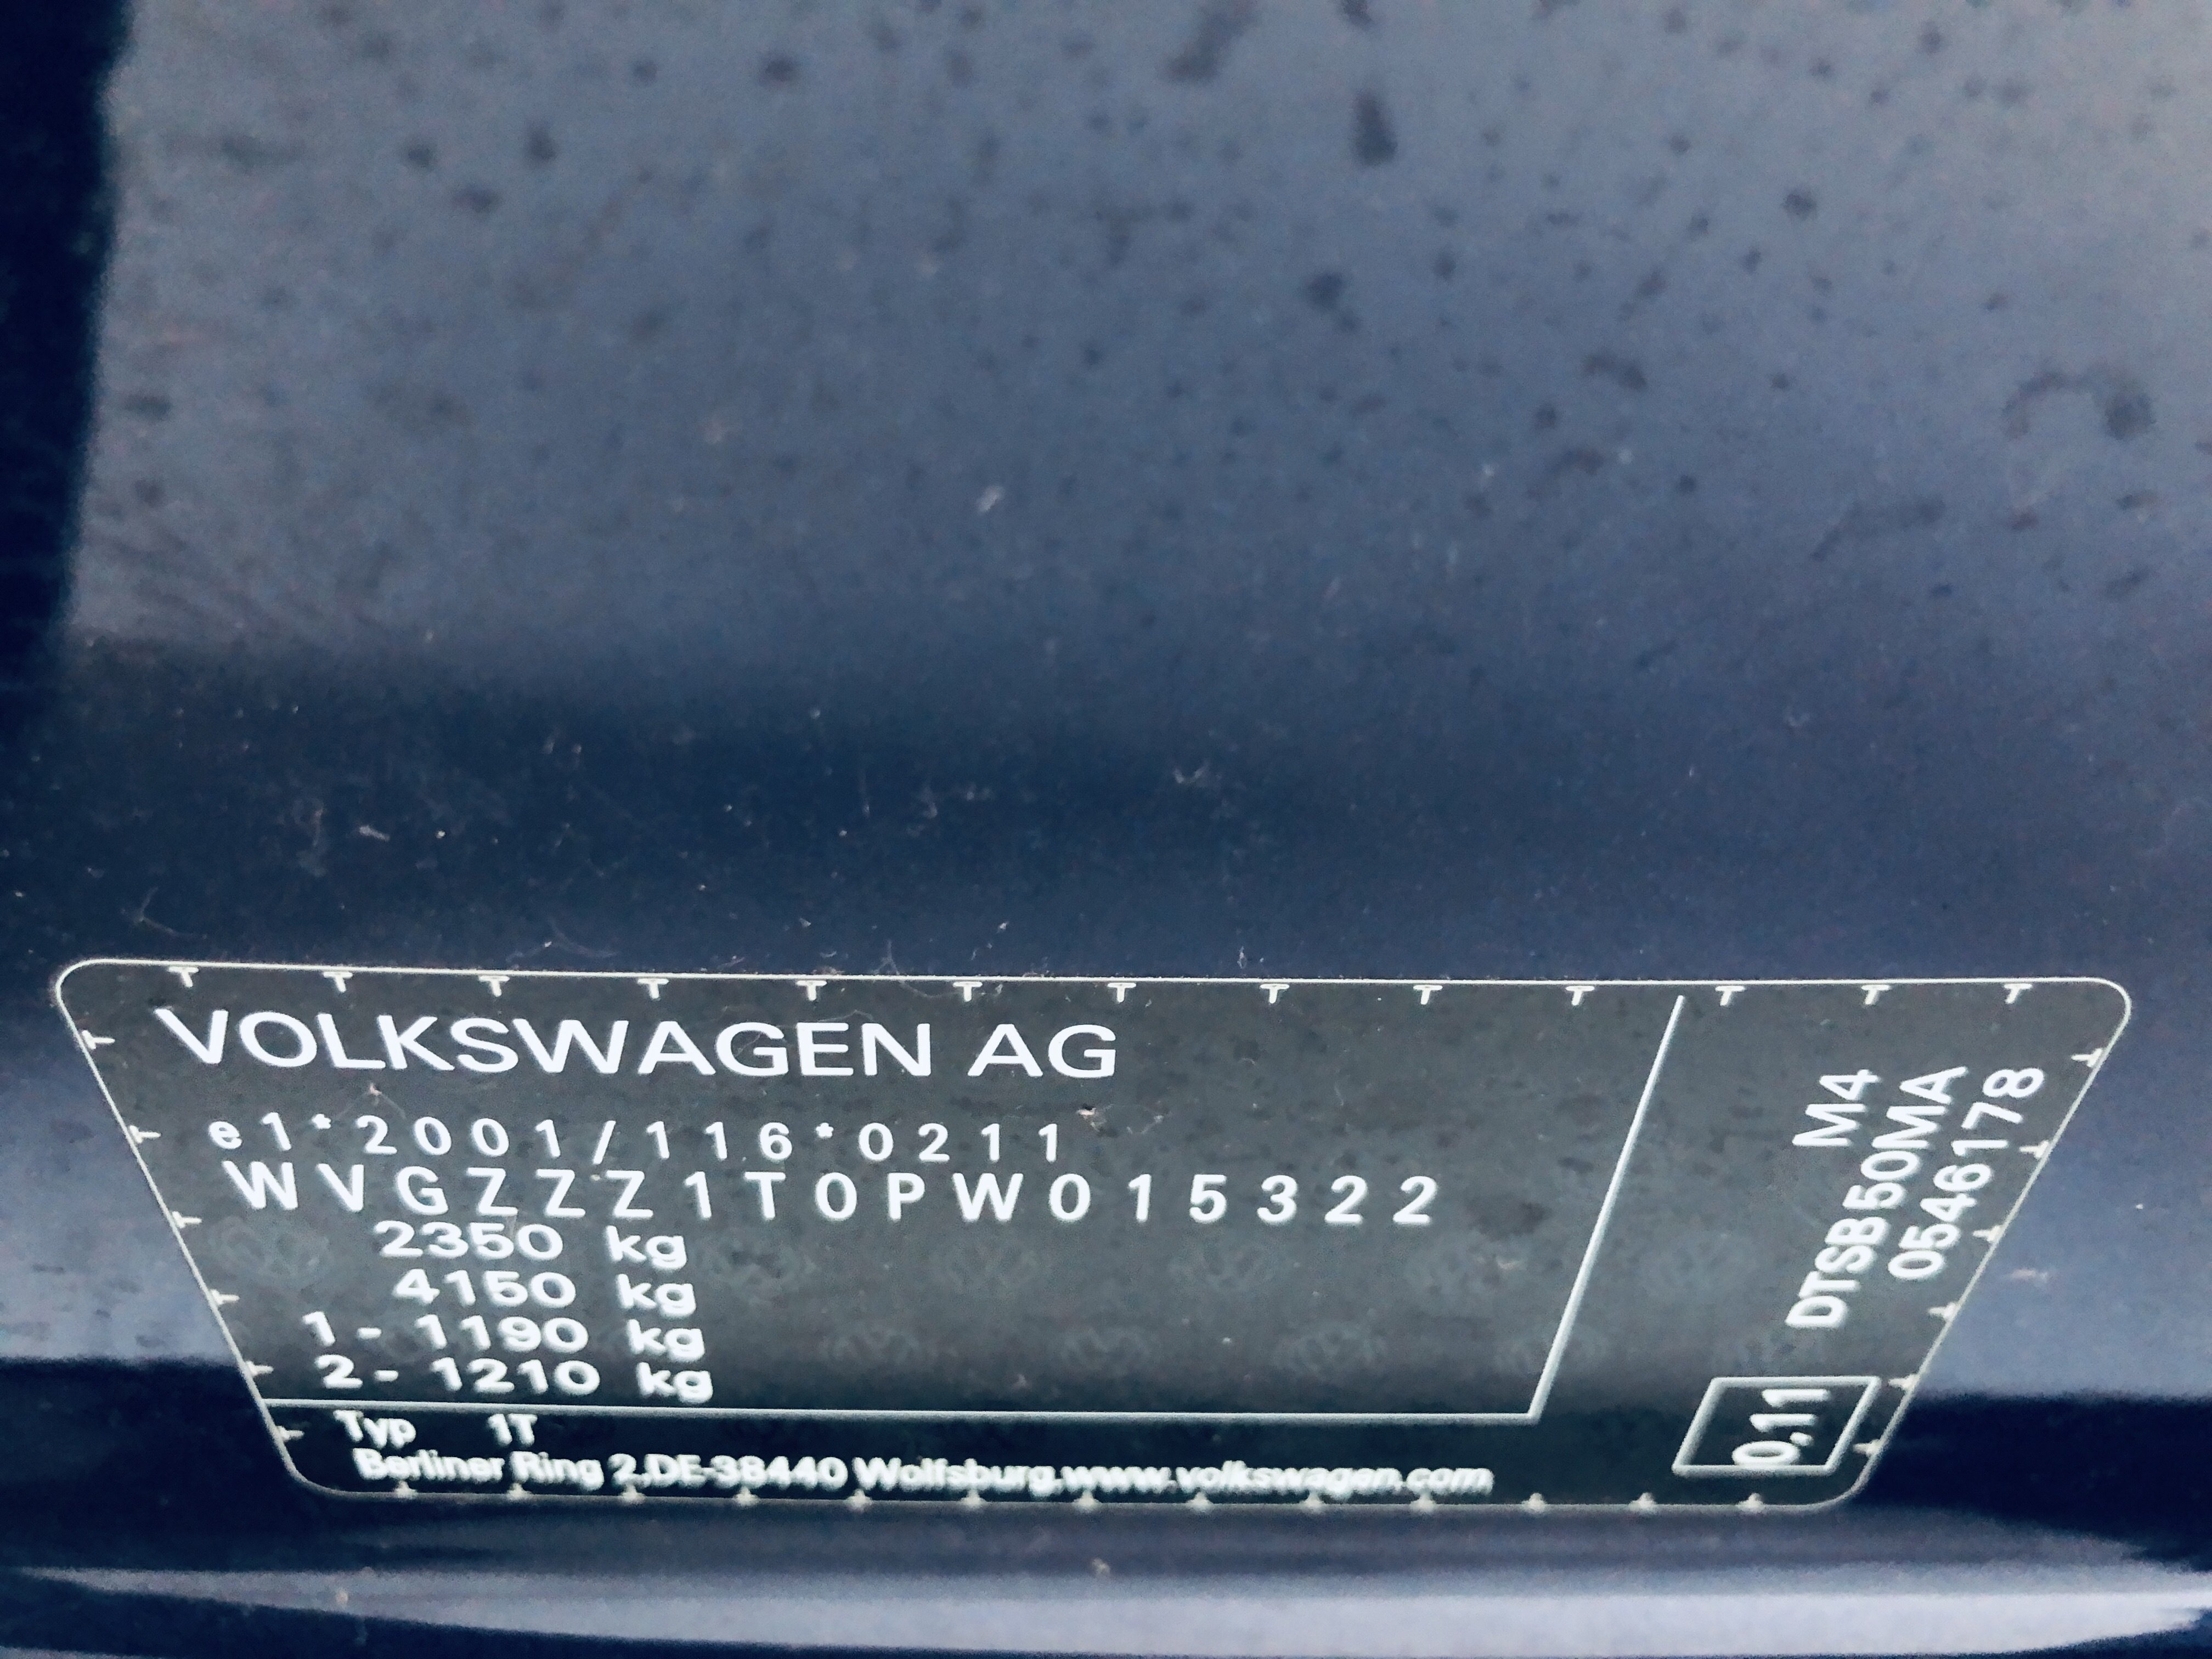 VOLKSWAGEN AG
e1*2001/116*0211
WVGZZZ1T0PW015322
2350 kg
4150 kg
1- 1190 kg
2- 1210 kg
Typ 1T
Berliner Ring 2,DE-38440 Wolfsburg,www.volkswagen.com
M4
DTSB50MA
0546178
0,11